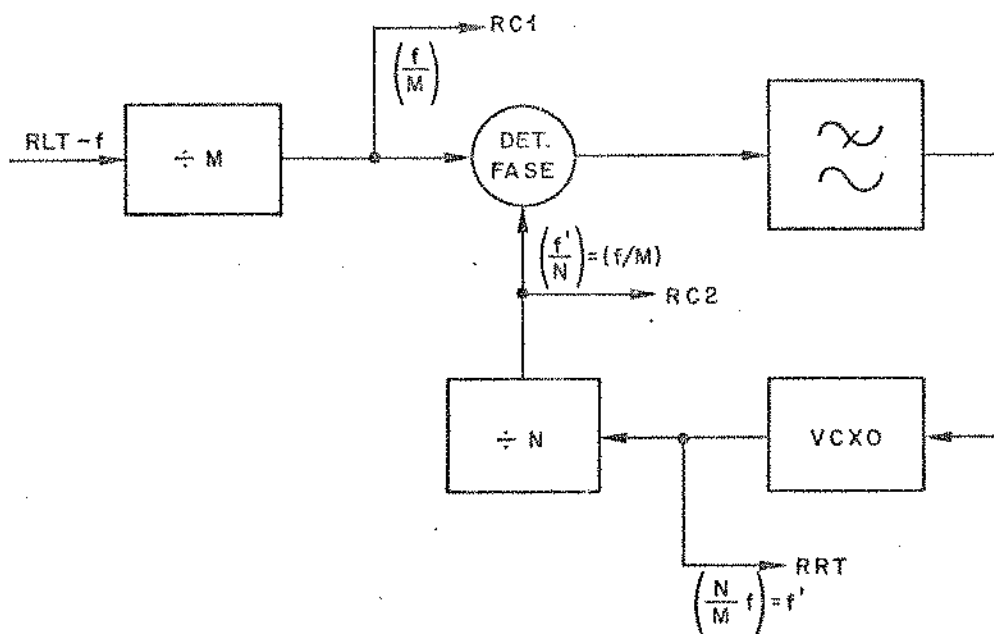 RC1
(f/M)
RLT-f
÷ M
DET.
FASE
(f'/N)=(f/M)
RC2
÷ N
VCXO
RRT
(N/M f)=f'